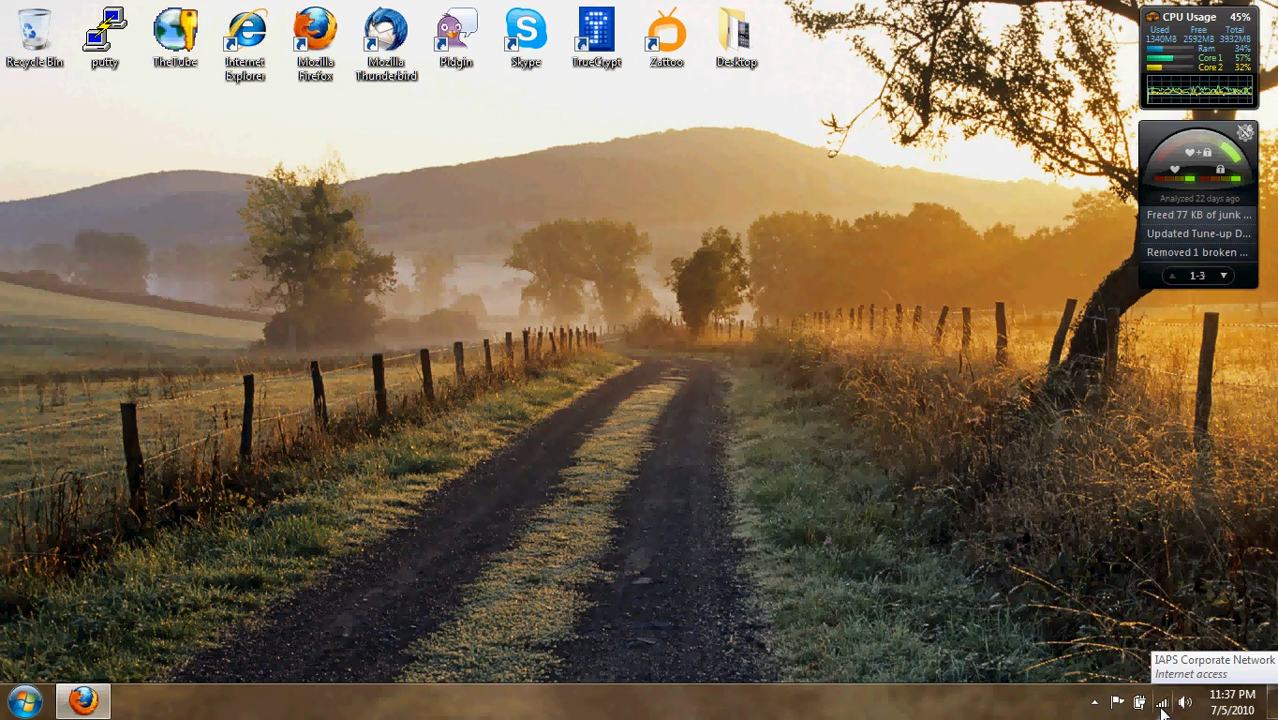 Recycle Bin
putty
TheTube
Internet
Explorer
Mozilla
Firefox
Mozilla
Thunderbird
Pidgin
Skype
TrueCrypt
Zattoo
Desktop
CPU Usage 45%
Used Free Total
1340MB 2592MB 3932MB
Ram 34%
Core 1 57%
Core 2 32%
Analyzed 22 days ago
Freed 77 KB of junk ...
Updated Tune-up D...
Removed 1 broken ...
1-3
IAPS Corporate Network
Internet access
11:37 PM
7/5/2010